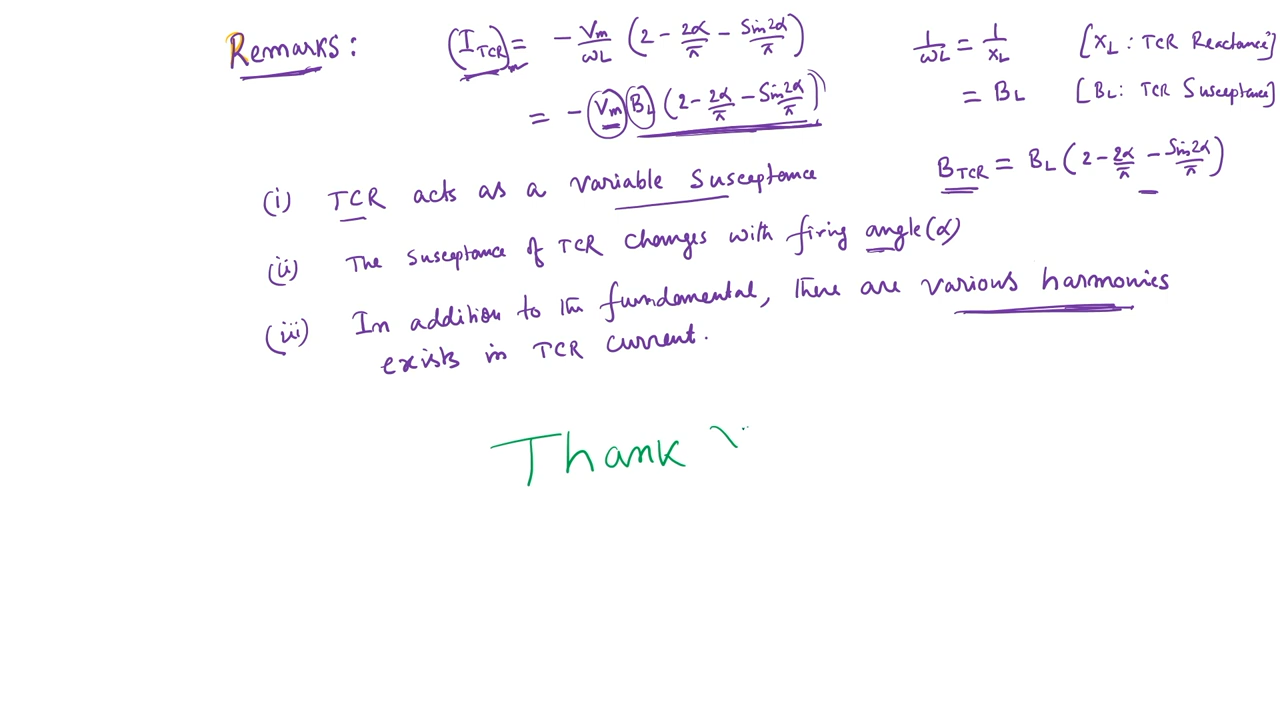 Remarks: (I_TCR) = - Vm/ωL (2 - 2α/π - Sin2α/π)
1/ωL = 1/XL [XL: TCR Reactance]
= - Vm BL (2 - 2α/π - Sin2α/π)
= BL [BL: TCR Susceptance]
B_TCR = BL (2 - 2α/π - Sin2α/π)
(i) TCR acts as a variable Susceptance
(ii) The susceptance of TCR changes with firing angle(α)
(iii) In addition to the fundamental, there are various harmonics
exists in TCR current.
Thank